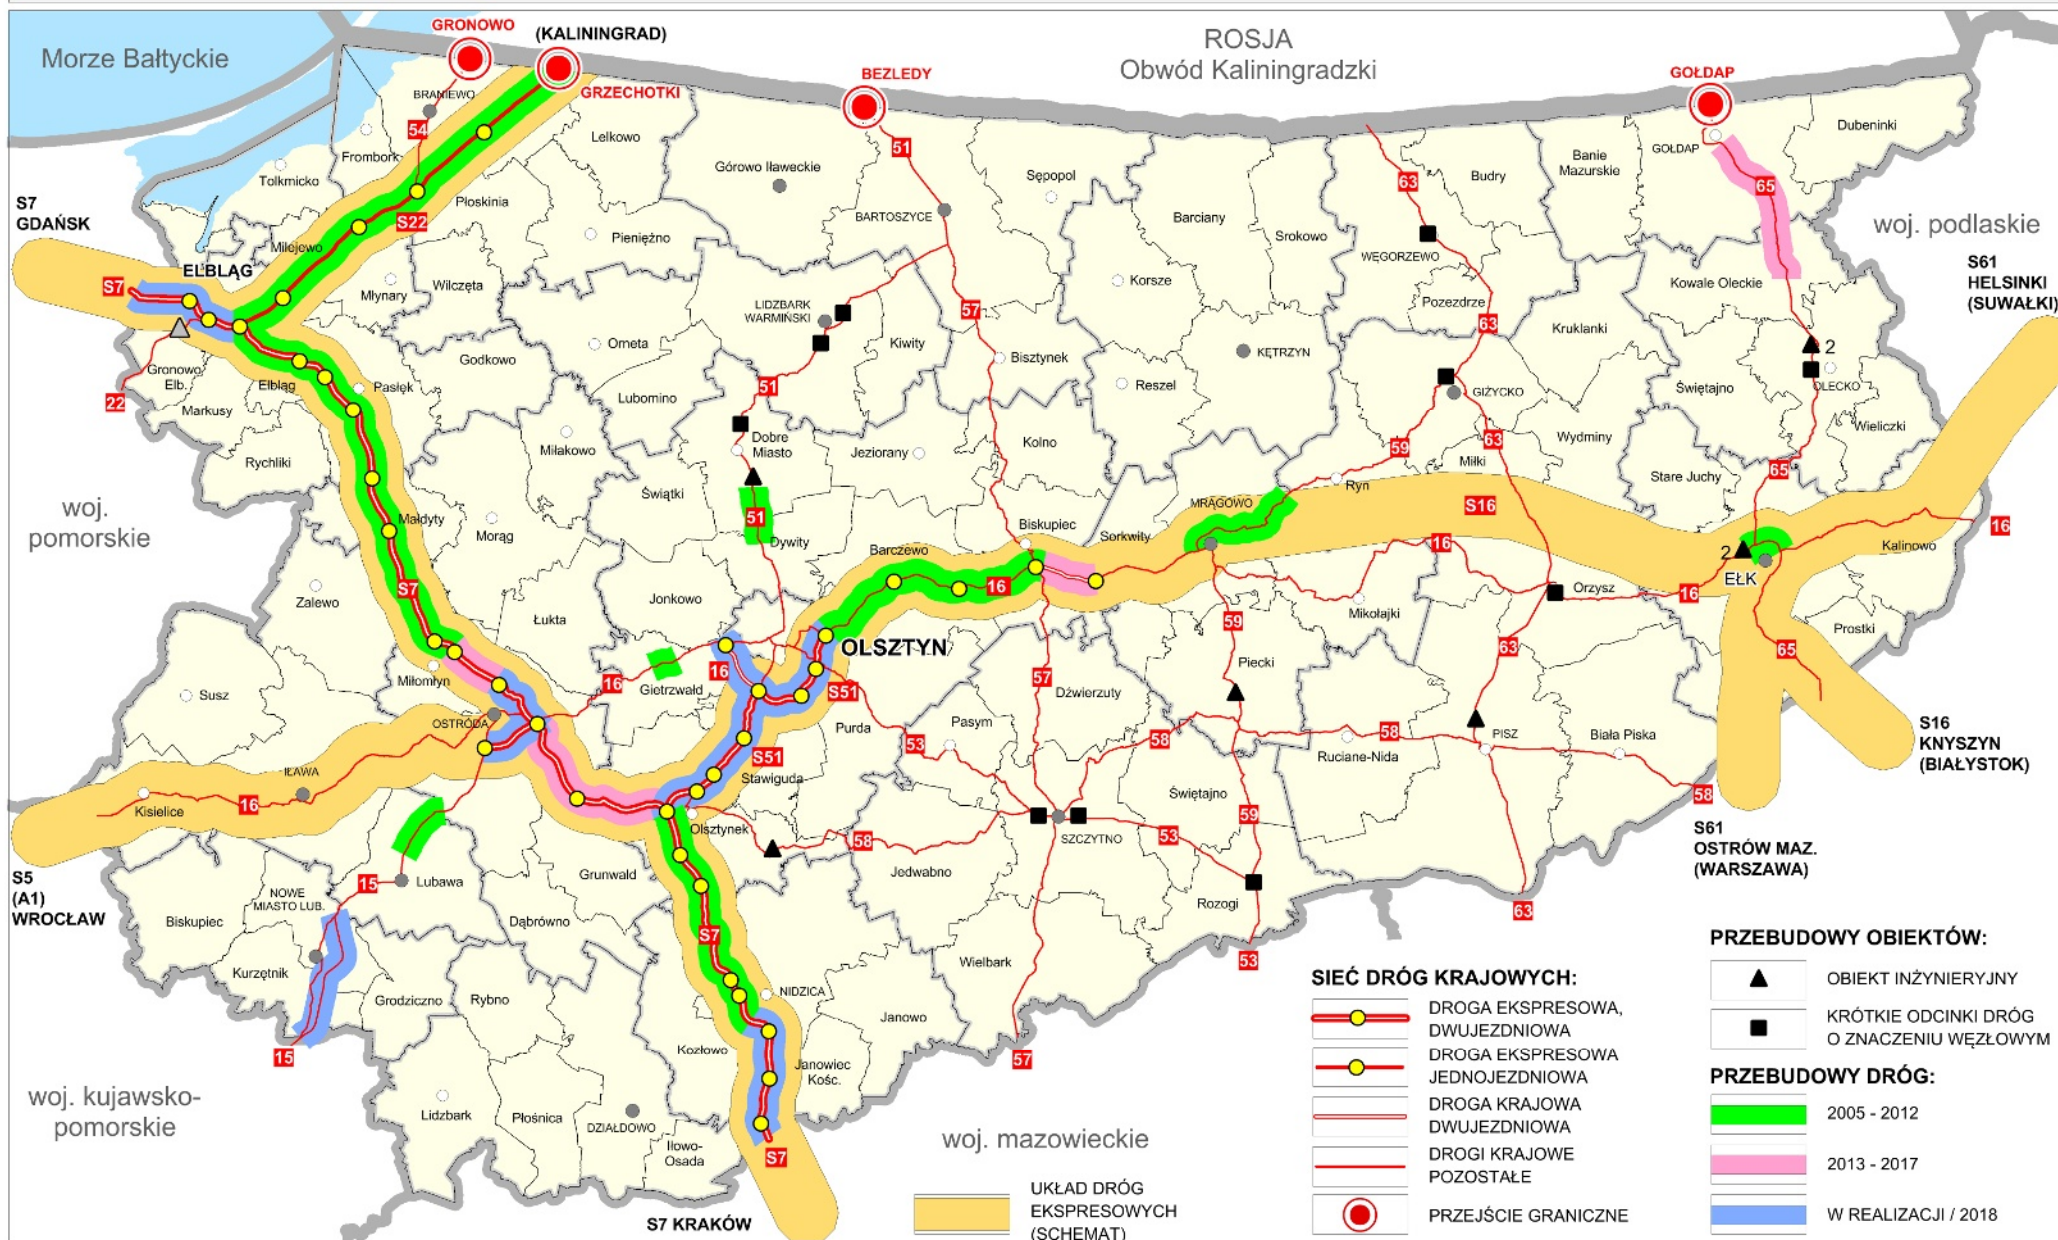 GRONOWO
(KALININGRAD)
ROSJA
Obwód Kaliningradzki
Morze Bałtyckie
BEZLEDY
GOŁDAP
GRZECHOTKI
BRANIEWO
54
51
Lelkowo
Dubeninki
Frombork
Górowo Iławeckie
GOŁDAP
Banie
Mazurskie
Tolkmicko
Sępopol
63
Budry
65
S7
GDAŃSK
Płoskinia
S22
BARTOSZYCE
Barciany
Srokowo
woj. podlaskie
Milejewo
Pieniężno
WĘGORZEWO
S61
HELSINKI
(SUWAŁKI)
ELBLĄG
S7
Młynary
Wilczęta
Korsze
Kowale Oleckie
LIDZBARK
WARMIŃSKI
57
Pozezdrze
63
Kruklanki
Orneta
Kiwity
Bisztynek
KĘTRZYN
2
Gronowo
Elb.
Elbląg
Pasłęk
Godkowo
Reszel
Świętajno
OLECKO
22
Markusy
Lubomino
51
GIŻYCKO
Wieliczki
Rychliki
Miłakowo
Dobre
Miasto
Jeziorany
Kolno
59
63
Wydminy
Miłki
65
Stare Juchy
Świątki
Ryn
woj.
pomorskie
MRĄGOWO
S16
Małdyty
Morąg
51
Dywity
Biskupiec
Sorkwity
16
Barczewo
16
2
Kalinowo
EŁK
Zalewo
S7
Jonkowo
16
Orzysz
16
Łukta
Mikołajki
59
Prostki
OLSZTYN
63
65
Miłomłyn
16
Gietrzwałd
16
S51
57
Piecki
Susz
Dźwierzuty
OSTRÓDA
Purda
Pasym
53
58
58
PISZ
Biała Piska
S16
KNYSZYN
(BIAŁYSTOK)
S51
Stawiguda
Ruciane-Nida
IŁAWA
Kisielice
16
Świętajno
58
59
Olsztynek
58
SZCZYTNO
53
S61
OSTRÓW MAZ.
(WARSZAWA)
S5
(A1)
WROCŁAW
15
Lubawa
Grunwald
Jedwabno
NOWE
MIASTO LUB.
Rozogi
63
Biskupiec
Dąbrówno
S7
PRZEBUDOWY OBIEKTÓW:
Wielbark
53
Kurzętnik
SIEĆ DRÓG KRAJOWYCH:
OBIEKT INŻYNIERYJNY
Grodziczno
Rybno
NIDZICA
Janowo
DROGA EKSPRESOWA,
DWUJEZDNIOWA
KRÓTKIE ODCINKI DRÓG
O ZNACZENIU WĘZŁOWYM
15
Kozłowo
57
Janowiec
Kośc.
DROGA EKSPRESOWA
JEDNOJEZDNIOWA
PRZEBUDOWY DRÓG:
woj. kujawsko-
pomorskie
Lidzbark
Płośnica
DZIAŁDOWO
DROGA KRAJOWA
DWUJEZDNIOWA
2005 - 2012
Iłowo-
Osada
S7
woj. mazowieckie
DROGI KRAJOWE
POZOSTAŁE
2013 - 2017
S7 KRAKÓW
UKŁAD DRÓG
EKSPRESOWYCH
(SCHEMAT)
PRZEJŚCIE GRANICZNE
W REALIZACJI / 2018